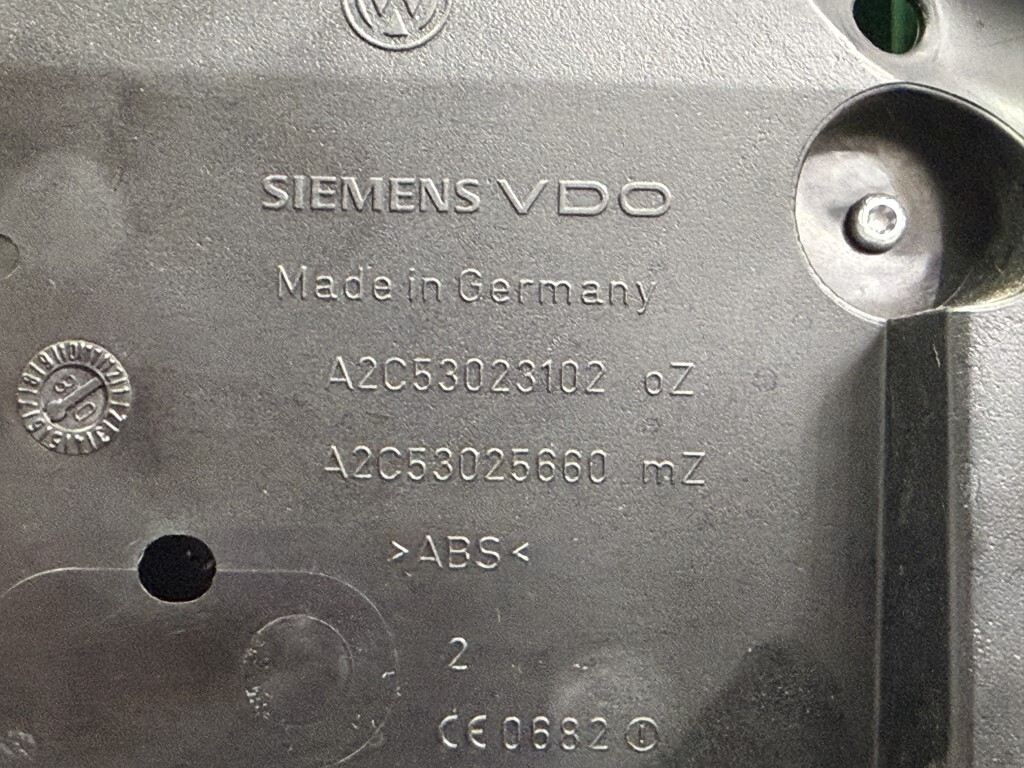 SIEMENS VDO
Made in Germany
A2C53023102 oZ
A2C53025660 mZ
>ABS<
2
CE 0682